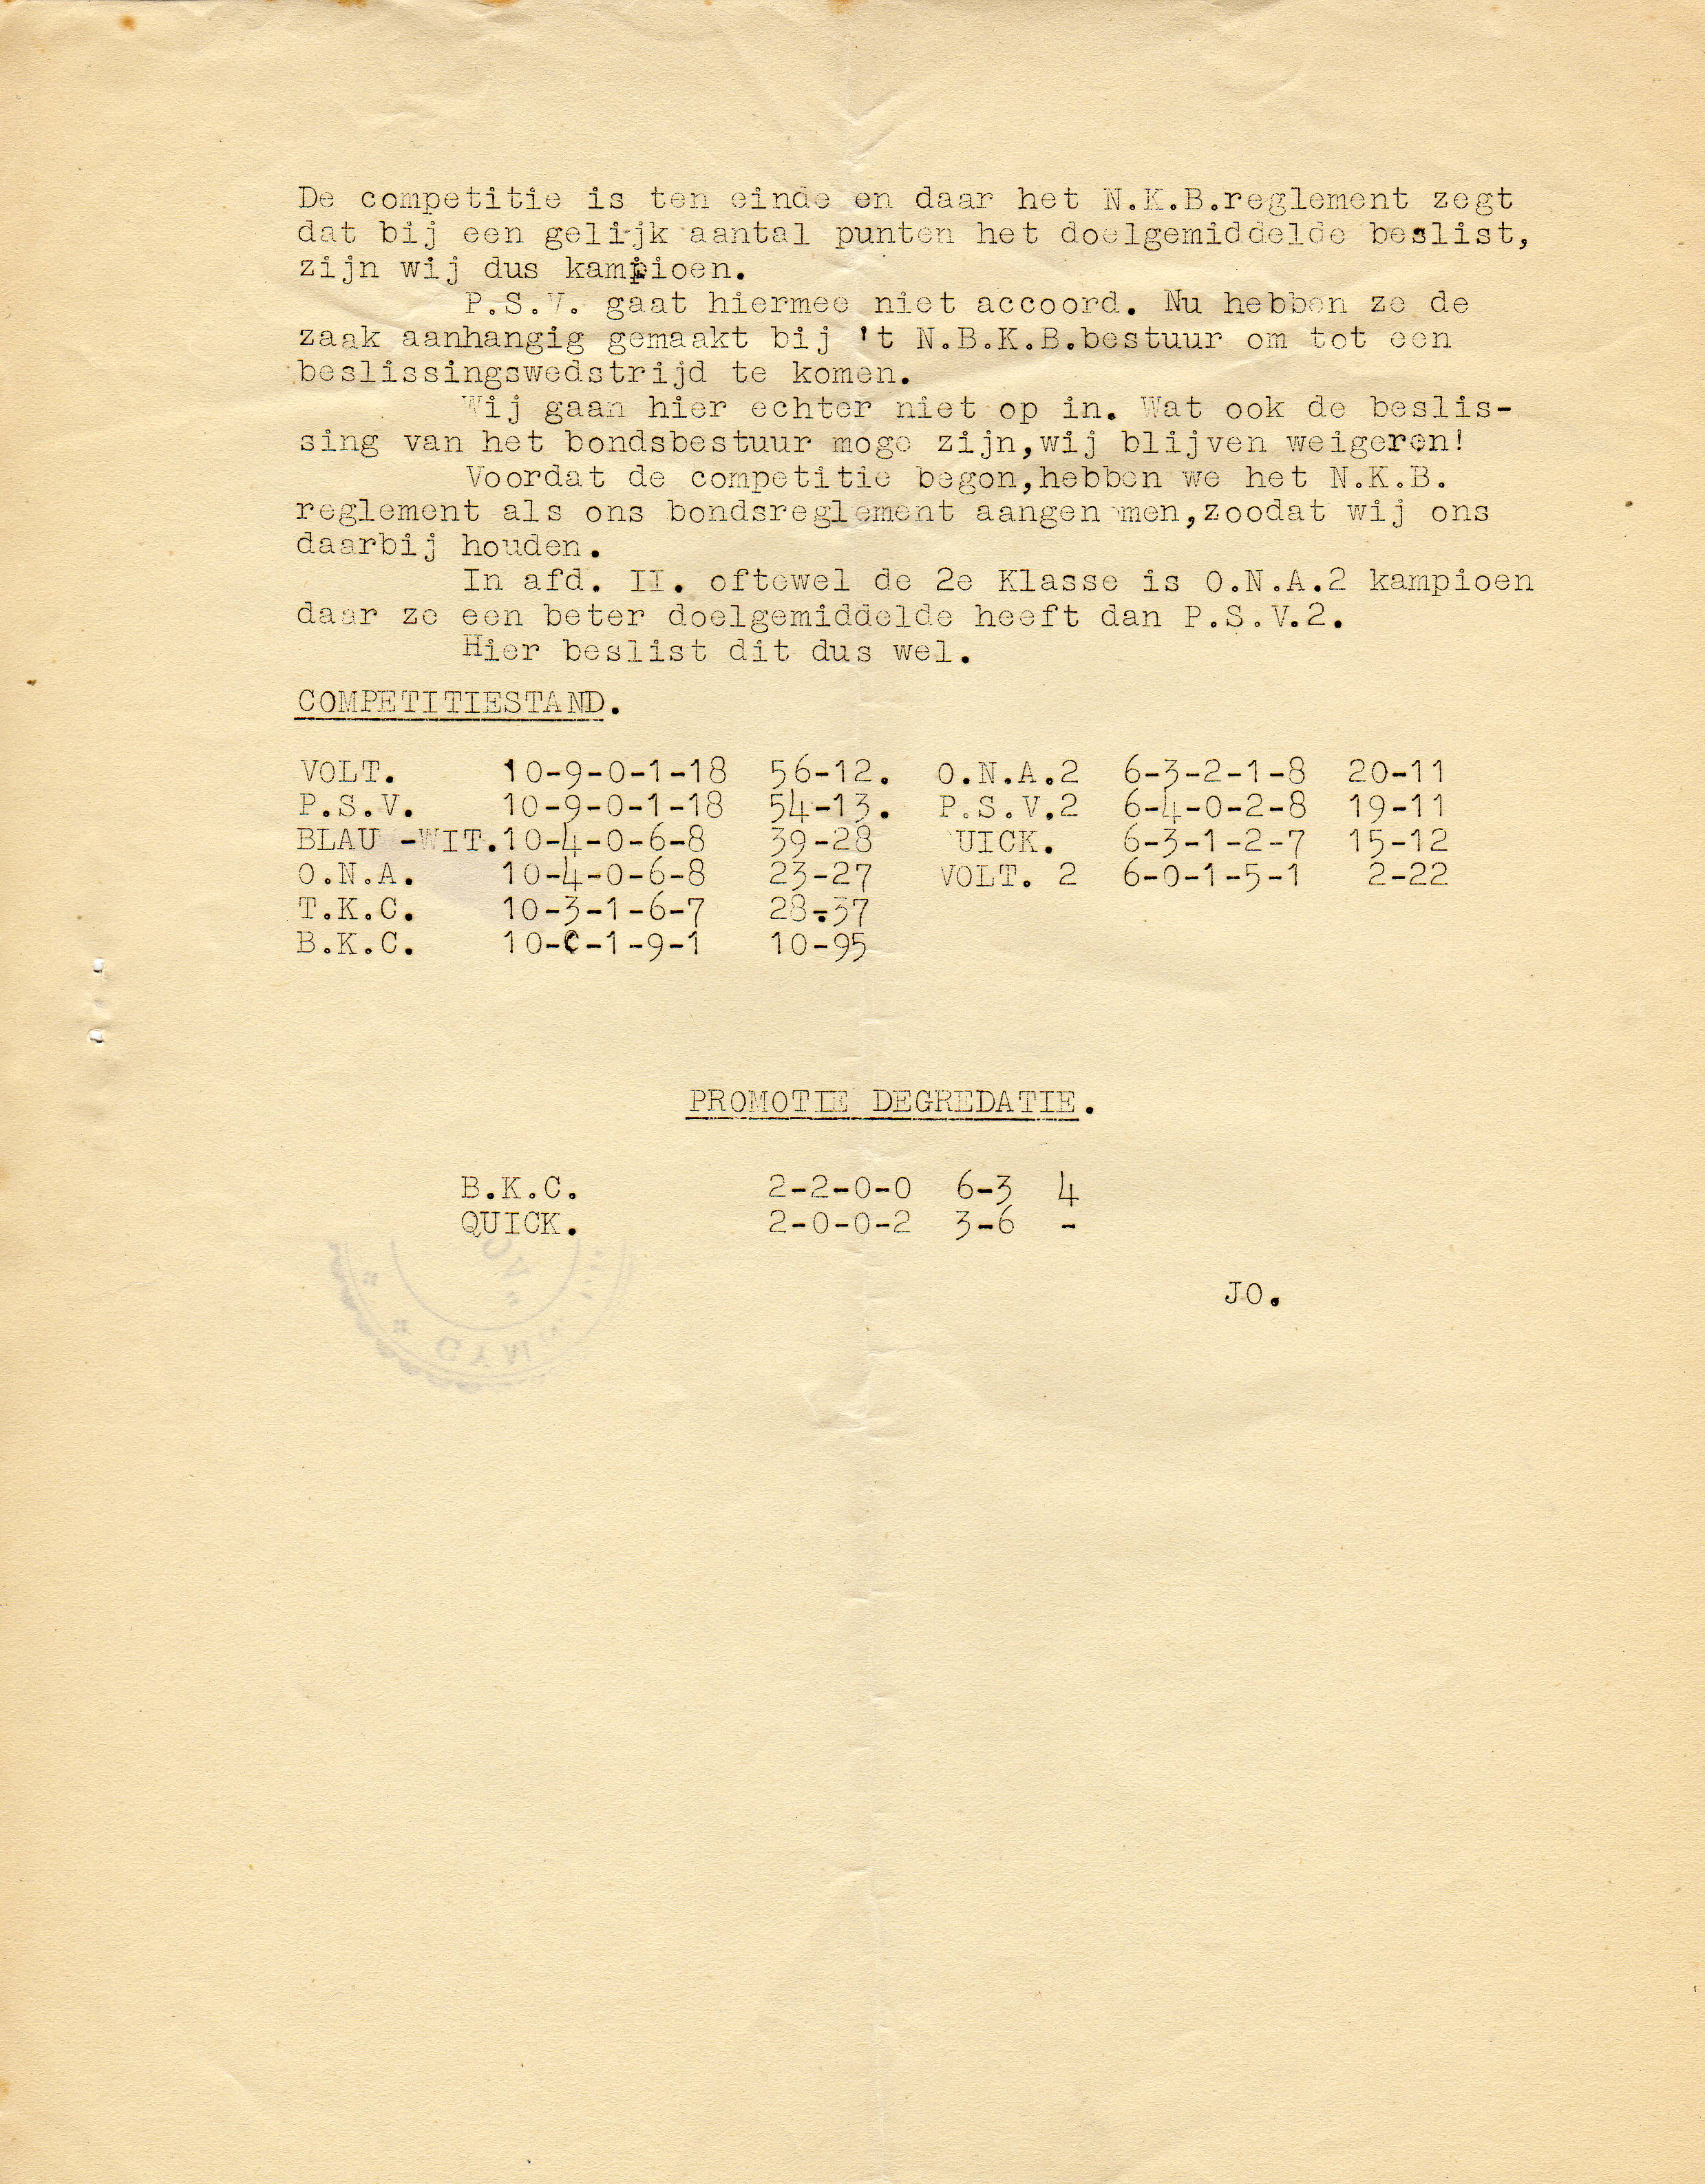 De competitie is ten einde en daar het N.K.B.reglement zegt
dat bij een gelijk aantal punten het doelgemiddelde beslist,
zijn wij dus kampioen.
P.S.V. gaat hiermee niet accoord. Nu hebben ze de
zaak aanhangig gemaakt bij 't N.B.K.B.bestuur om tot een
beslissingswedstrijd te komen.
Wij gaan hier echter niet op in. Wat ook de beslis-
sing van het bondsbestuur moge zijn,wij blijven weigeren!
Voordat de competitie begon,hebben we het N.K.B.
reglement als ons bondsreglement aangenomen,zoodat wij ons
daarbij houden.
In afd. II. oftewel de 2e Klasse is O.N.A.2 kampioen
daar ze een beter doelgemiddelde heeft dan P.S.V.2.
Hier beslist dit dus wel.
COMPETITIESTAND.
VOLT. 10-9-0-1-18 56-12. O.N.A.2 6-3-2-1-8 20-11
P.S.V. 10-9-0-1-18 54-13. P.S.V.2 6-4-0-2-8 19-11
BLAU -WIT.10-4-0-6-8 39-28 UICK. 6-3-1-2-7 15-12
O.N.A. 10-4-0-6-8 23-27 VOLT. 2 6-0-1-5-1 2-22
T.K.C. 10-3-1-6-7 28-37
B.K.C. 10-0-1-9-1 10-95
PROMOTIE DEGREDATIE.
B.K.C. 2-2-0-0 6-3 4
QUICK. 2-0-0-2 3-6 -
JO.